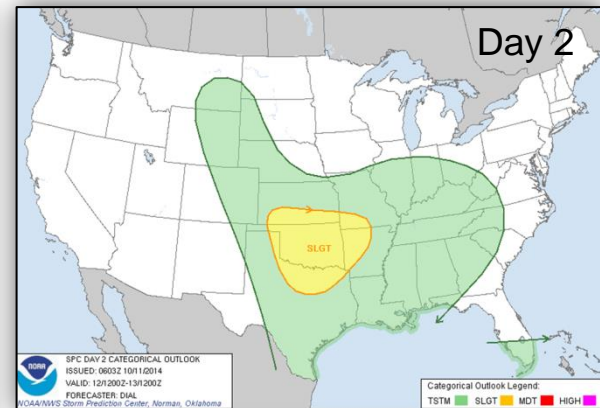 Day 2
SLGT
NOAA
SPC DAY 2 CATEGORICAL OUTLOOK
ISSUED: 0603Z 10/11/2014
VALID: 12/1200Z-13/1200Z
FORECASTER: DIAL
NOAA/NWS Storm Prediction Center, Norman, Oklahoma
Categorical Outlook Legend:
TSTM SLGT MDT HIGH